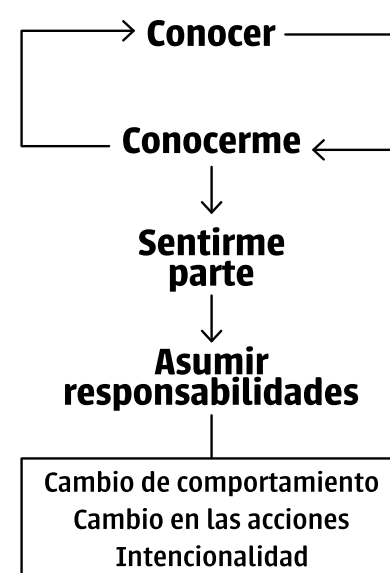 Conocer
Conocerme
Sentirme
parte
Asumir
responsabilidades
Cambio de comportamiento
Cambio en las acciones
Intencionalidad